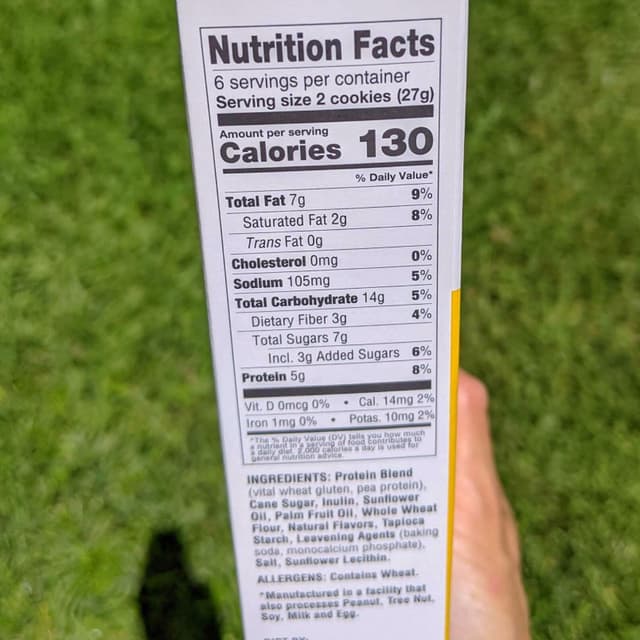 Nutrition Facts
6 servings per container
Serving size 2 cookies (27g)
Amount per serving
Calories 130
% Daily Value*
Total Fat 7g 9%
Saturated Fat 2g 8%
Trans Fat 0g
Cholesterol 0mg 0%
Sodium 105mg 5%
Total Carbohydrate 14g 5%
Dietary Fiber 3g 4%
Total Sugars 7g
Incl. 3g Added Sugars 6%
Protein 5g 8%
Vit. D 0mcg 0% • Cal. 14mg 2%
Iron 1mg 0% • Potas. 10mg 2%
*The % Daily Value (DV) tells you how much
a nutrient in a serving of food contributes to
a daily diet. 2,000 calories a day is used for
general nutrition advice.
INGREDIENTS: Protein Blend
(vital wheat gluten, pea protein),
Cane Sugar, Inulin, Sunflower
Oil, Palm Fruit Oil, Whole Wheat
Flour, Natural Flavors, Tapioca
Starch, Leavening Agents (baking
soda, monocalcium phosphate),
Salt, Sunflower Lecithin.
ALLERGENS: Contains Wheat.
*Manufactured in a facility that
also processes Peanut, Tree Nut,
Soy, Milk and Egg.